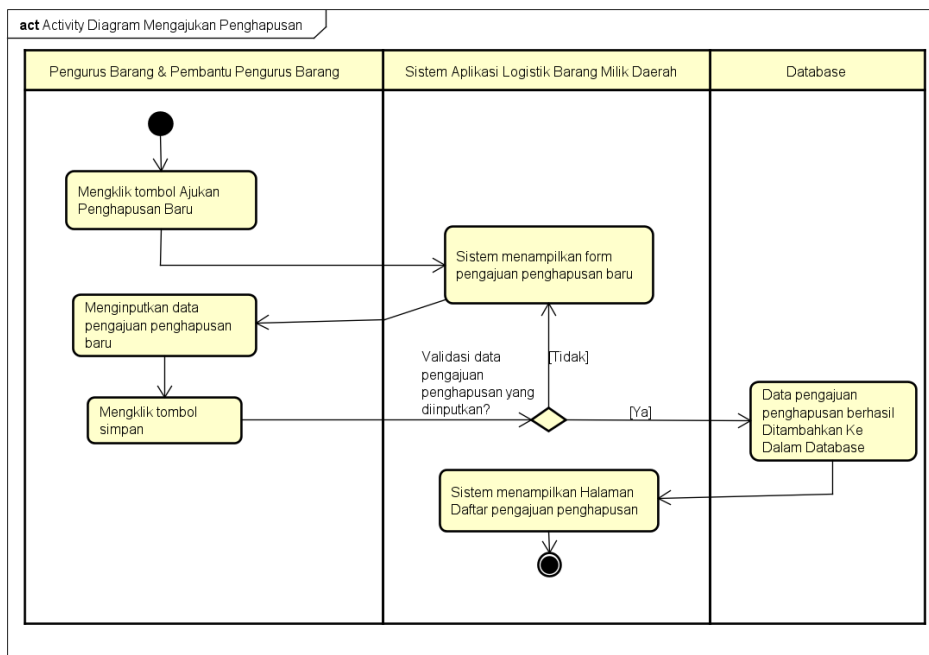 act Activity Diagram Mengajukan Penghapusan
Pengurus Barang & Pembantu Pengurus Barang
Sistem Aplikasi Logistik Barang Milik Daerah
Database
Mengklik tombol Ajukan
Penghapusan Baru
Sistem menampilkan form
pengajuan penghapusan baru
Menginputkan data
pengajuan penghapusan
baru
Mengklik tombol
simpan
Validasi data
pengajuan
penghapusan yang
diinputkan?
[Tidak]
[Ya]
Data pengajuan
penghapusan berhasil
Ditambahkan Ke
Dalam Database
Sistem menampilkan Halaman
Daftar pengajuan penghapusan